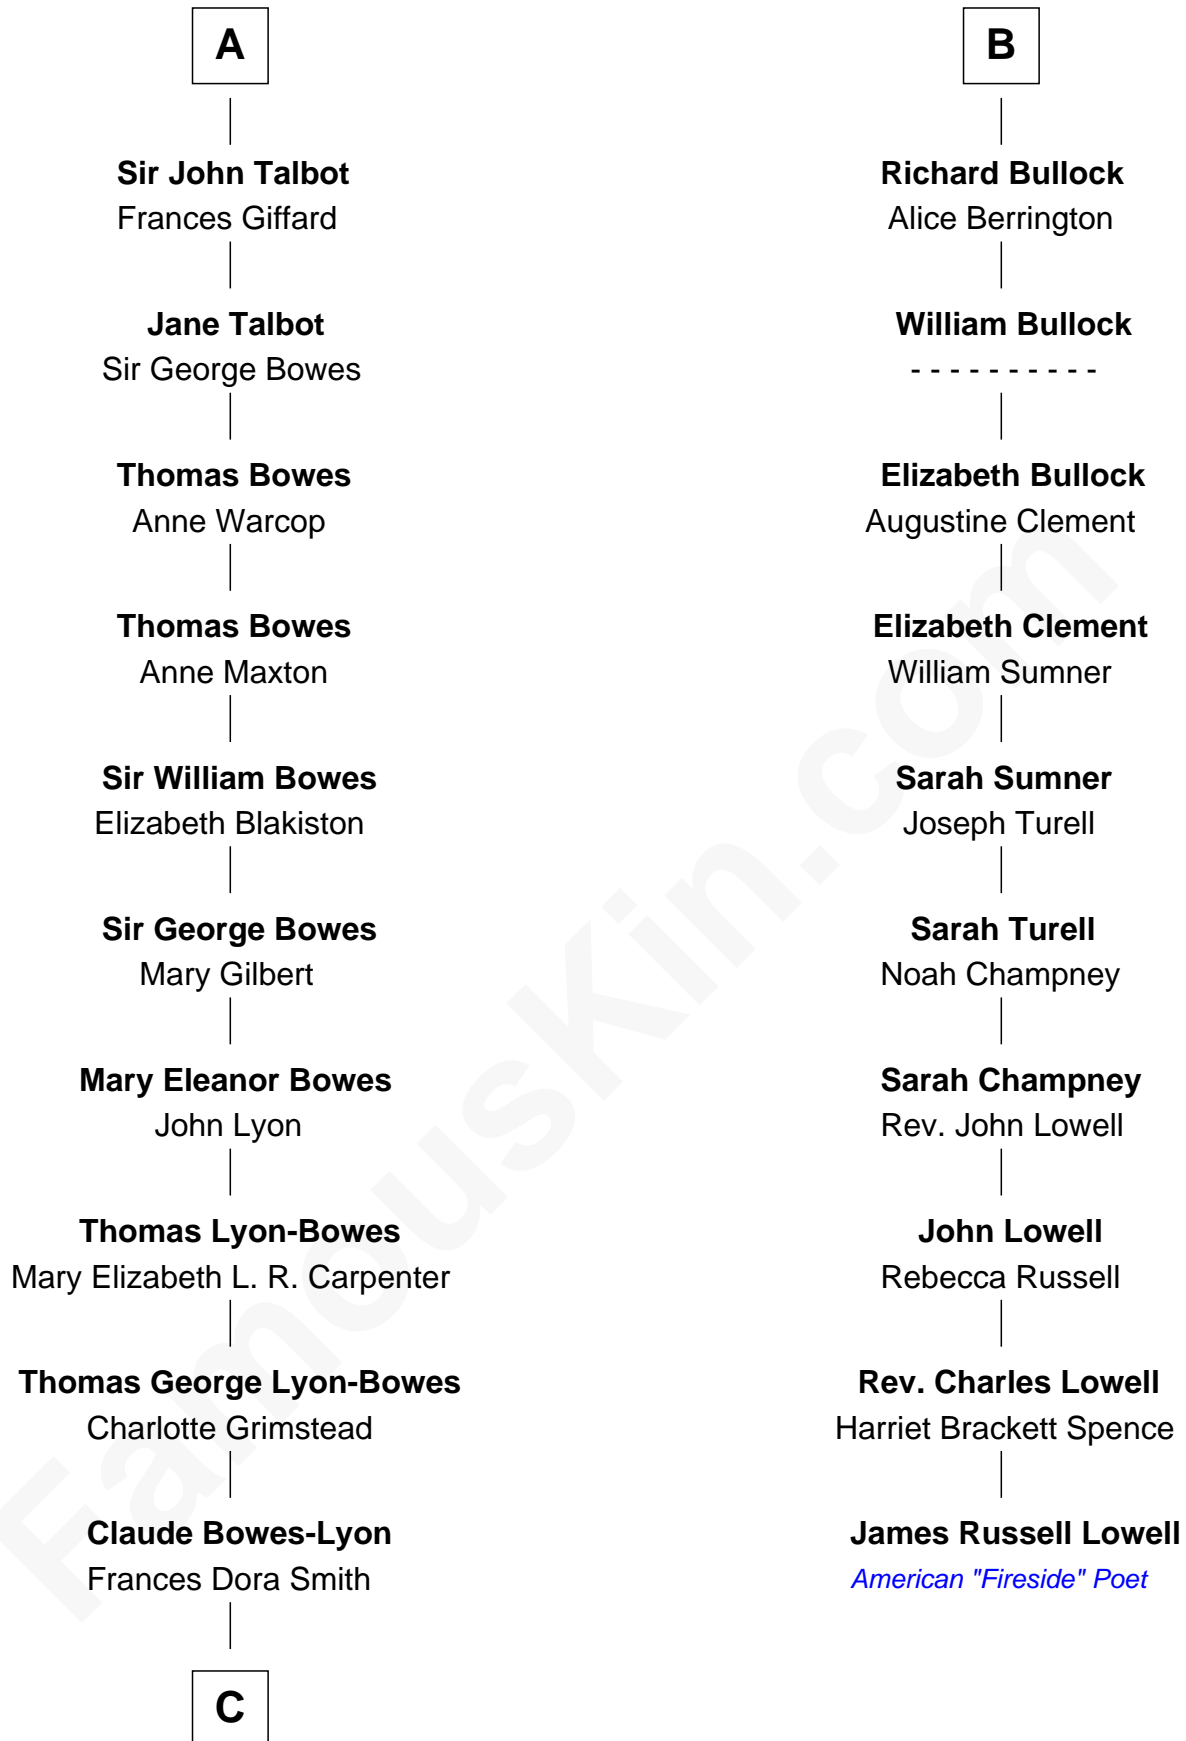 A
Sir John Talbot
Frances Giffard
Jane Talbot
Sir George Bowes
Thomas Bowes
Anne Warcop
Thomas Bowes
Anne Maxton
Sir William Bowes
Elizabeth Blakiston
Sir George Bowes
Mary Gilbert
Mary Eleanor Bowes
John Lyon
Thomas Lyon-Bowes
Mary Elizabeth L. R. Carpenter
Thomas George Lyon-Bowes
Charlotte Grimstead
Claude Bowes-Lyon
Frances Dora Smith
C
B
Richard Bullock
Alice Berrington
William Bullock
- - - - - - - - - -
Elizabeth Bullock
Augustine Clement
Elizabeth Clement
William Sumner
Sarah Sumner
Joseph Turell
Sarah Turell
Noah Champney
Sarah Champney
Rev. John Lowell
John Lowell
Rebecca Russell
Rev. Charles Lowell
Harriet Brackett Spence
James Russell Lowell
American "Fireside" Poet
FamousKin.com